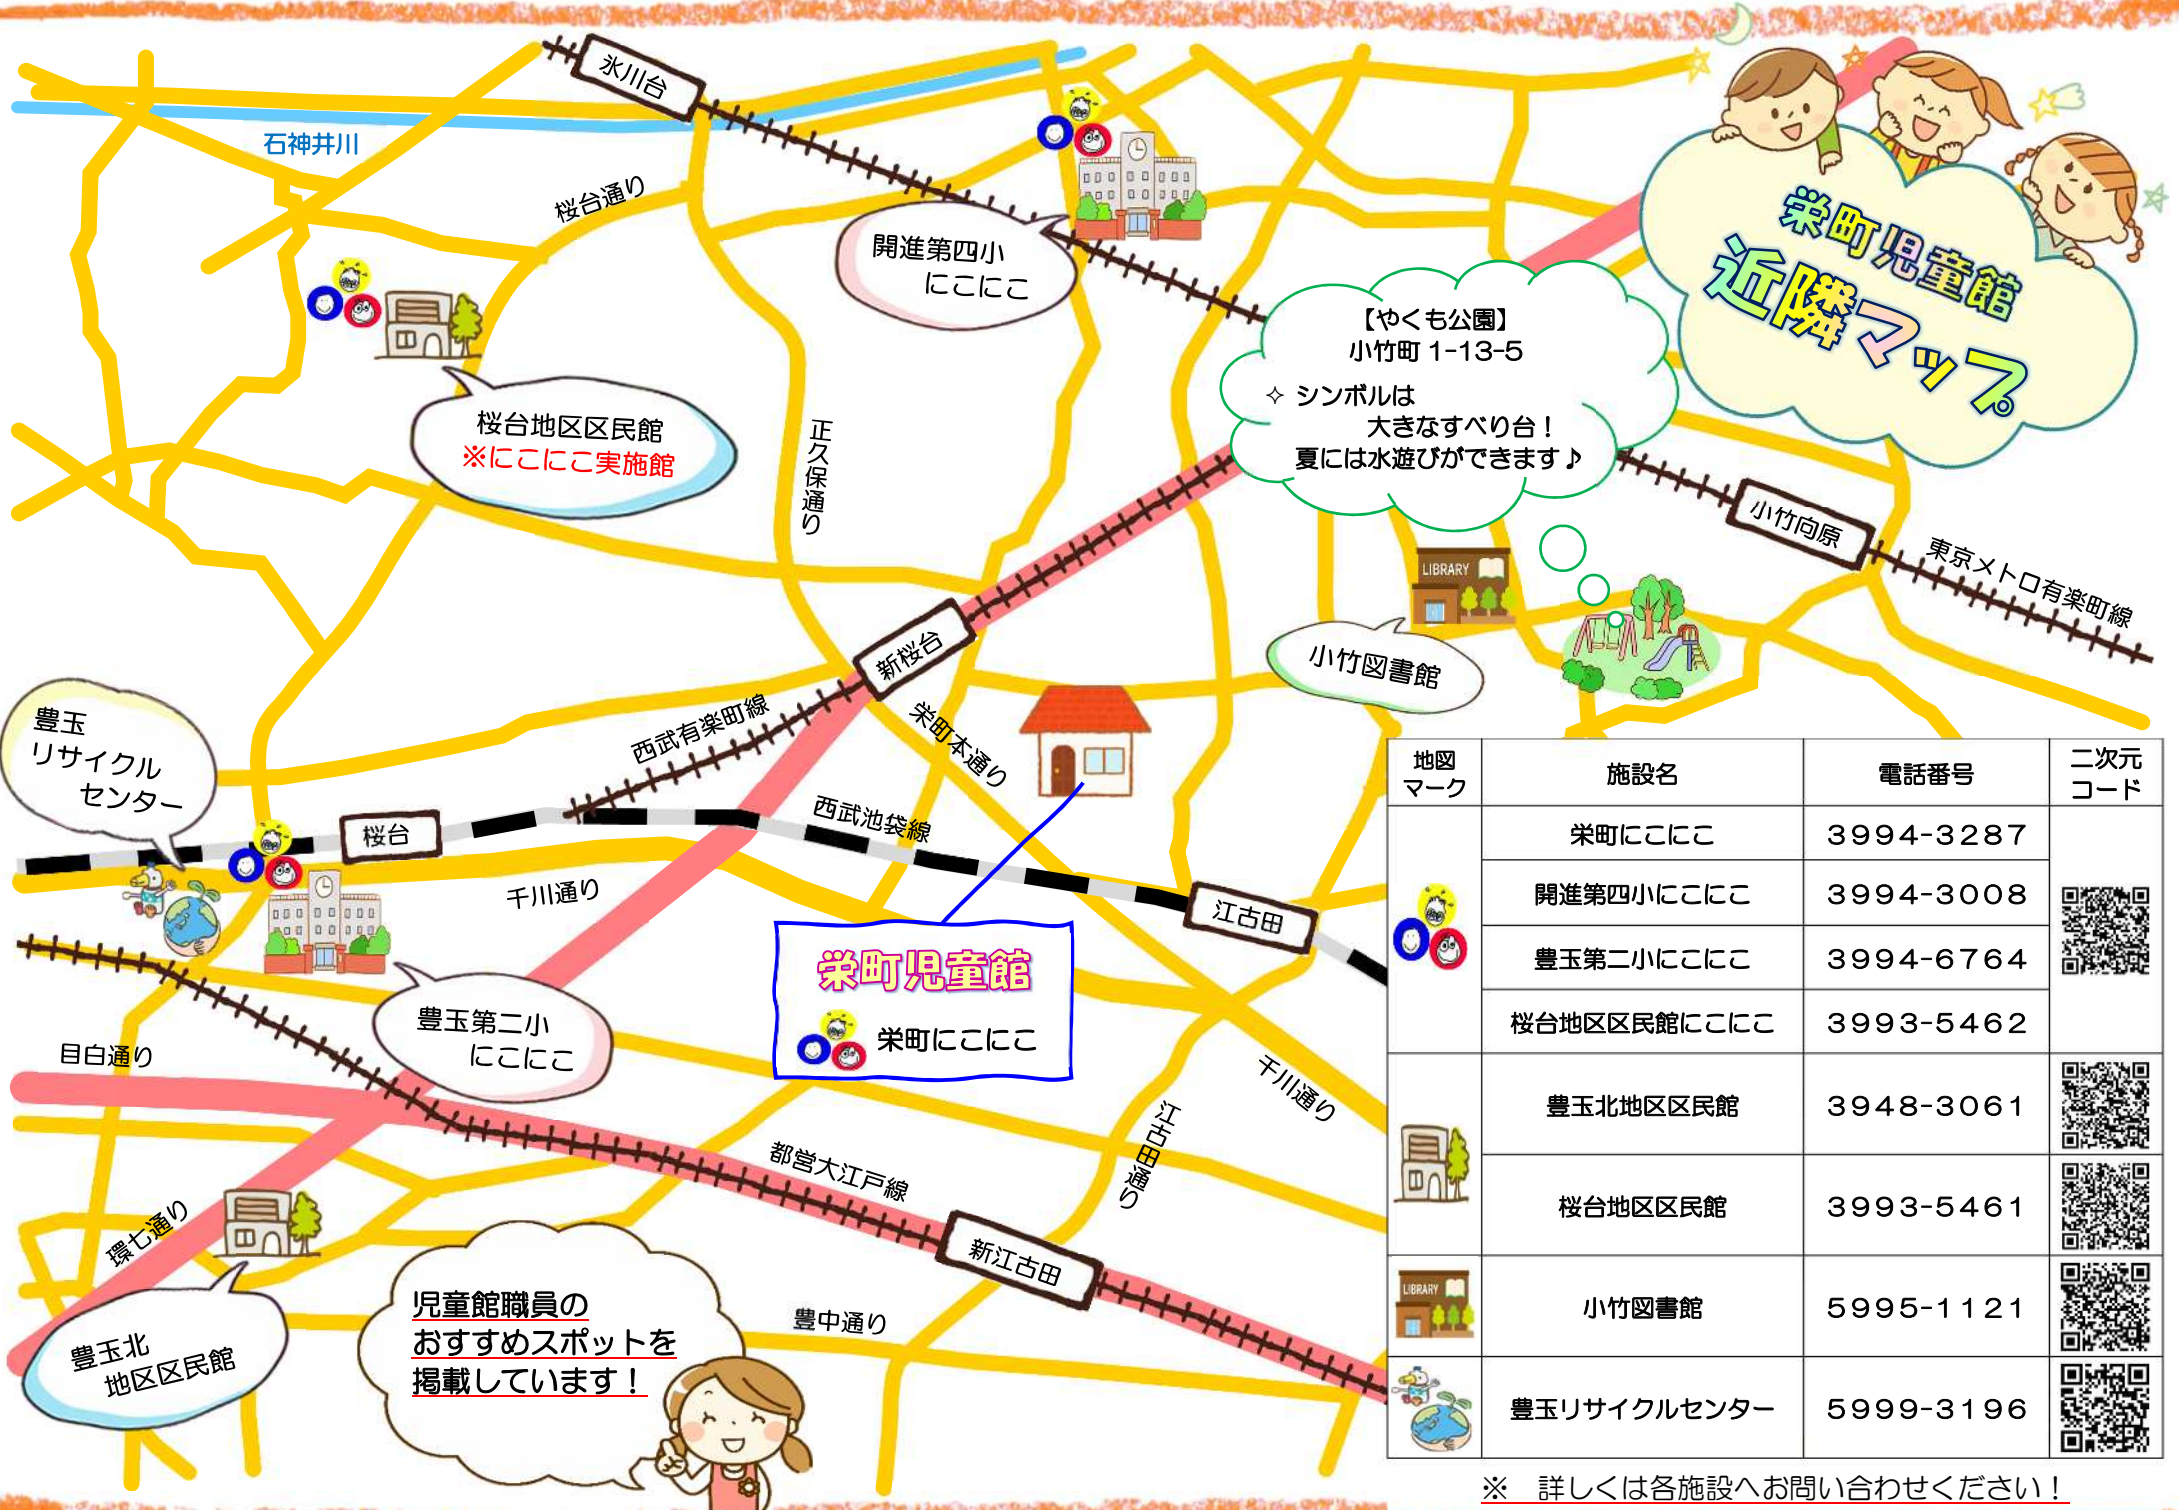 氷川台
石神井川
桜台通り
開進第四小
にこにこ
栄町児童館
近隣マップ
【やくも公園】
小竹町 1-13-5
✧ シンボルは
大きなすべり台！
夏には水遊びができます♪
桜台地区区民館
※にこにこ実施館
正久保通り
小竹向原
東京メトロ有楽町線
LIBRARY
小竹図書館
新桜台
西武有楽町線
栄町本通り
豊玉
リサイクル
センター
桜台
西武池袋線
千川通り
江古田
栄町児童館
栄町にこにこ
豊玉第二小
にこにこ
目白通り
千川通り
江古田通り
都営大江戸線
環七通り
新江古田
豊中通り
豊玉北
地区区民館
児童館職員の
おすすめスポットを
掲載しています！
地図マーク 施設名 電話番号 二次元コード
栄町にこにこ 3994-3287
開進第四小にこにこ 3994-3008
豊玉第二小にこにこ 3994-6764
桜台地区区民館にこにこ 3993-5462
豊玉北地区区民館 3948-3061
桜台地区区民館 3993-5461
LIBRARY 小竹図書館 5995-1121
豊玉リサイクルセンター 5999-3196
※　詳しくは各施設へお問い合わせください！